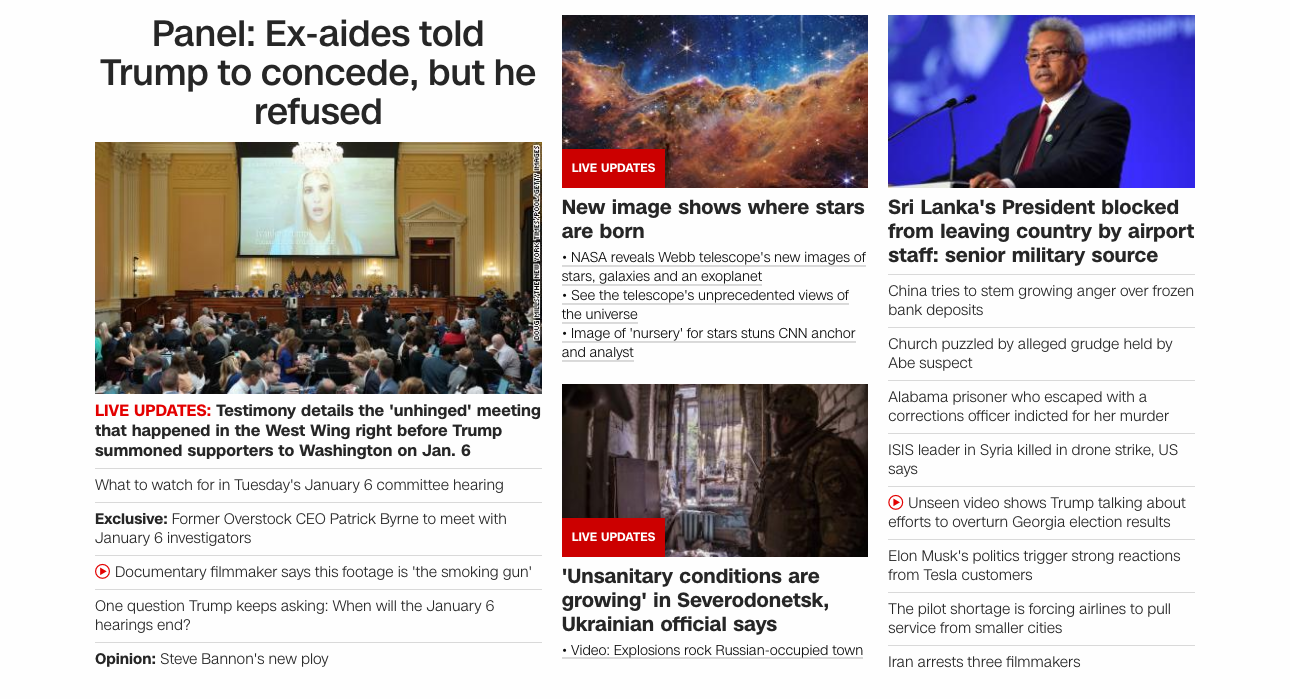 Panel: Ex-aides told
Trump to concede, but he
refused
DOUG MILLS/THE NEW YORK TIMES/POOL/GETTY IMAGES
LIVE UPDATES: Testimony details the 'unhinged' meeting
that happened in the West Wing right before Trump
summoned supporters to Washington on Jan. 6
What to watch for in Tuesday's January 6 committee hearing
Exclusive: Former Overstock CEO Patrick Byrne to meet with
January 6 investigators
Documentary filmmaker says this footage is 'the smoking gun'
One question Trump keeps asking: When will the January 6
hearings end?
Opinion: Steve Bannon's new ploy
LIVE UPDATES
New image shows where stars
are born
• NASA reveals Webb telescope's new images of
stars, galaxies and an exoplanet
• See the telescope's unprecedented views of
the universe
• Image of 'nursery' for stars stuns CNN anchor
and analyst
LIVE UPDATES
'Unsanitary conditions are
growing' in Severodonetsk,
Ukrainian official says
• Video: Explosions rock Russian-occupied town
Sri Lanka's President blocked
from leaving country by airport
staff: senior military source
China tries to stem growing anger over frozen
bank deposits
Church puzzled by alleged grudge held by
Abe suspect
Alabama prisoner who escaped with a
corrections officer indicted for her murder
ISIS leader in Syria killed in drone strike, US
says
Unseen video shows Trump talking about
efforts to overturn Georgia election results
Elon Musk's politics trigger strong reactions
from Tesla customers
The pilot shortage is forcing airlines to pull
service from smaller cities
Iran arrests three filmmakers